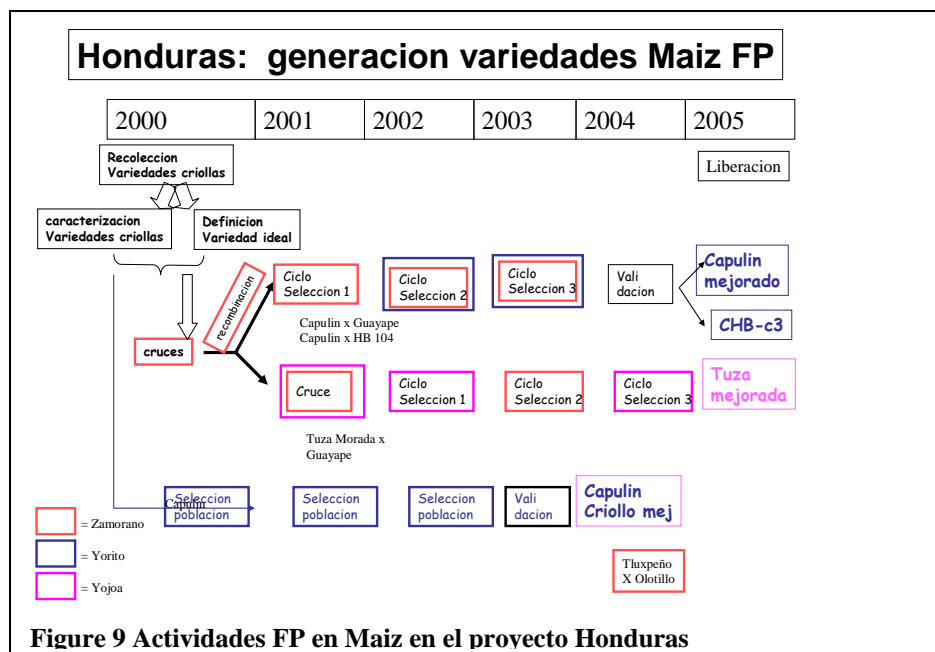 Honduras: generacion variedades Maiz FP
2000 2001 2002 2003 2004 2005
Recoleccion
Variedades criollas
Liberacion
caracterizacion
Variedades criollas
Definicion
Variedad ideal
recombinacion
Ciclo
Seleccion 1
Ciclo
Seleccion 2
Ciclo
Seleccion 3
Vali
dacion
Capulin
mejorado
CHB-c3
Capulin x Guayape
Capulin x HB 104
cruces
Cruce
Ciclo
Seleccion 1
Ciclo
Seleccion 2
Ciclo
Seleccion 3
Tuza
mejorada
Tuza Morada x
Guayape
Capulin
Seleccion
poblacion
Seleccion
poblacion
Seleccion
poblacion
Vali
dacion
Capulin
Criollo mej
= Zamorano
= Yorito
= Yojoa
Tluxpeño
X Olotillo
Figure 9 Actividades FP en Maiz en el proyecto Honduras